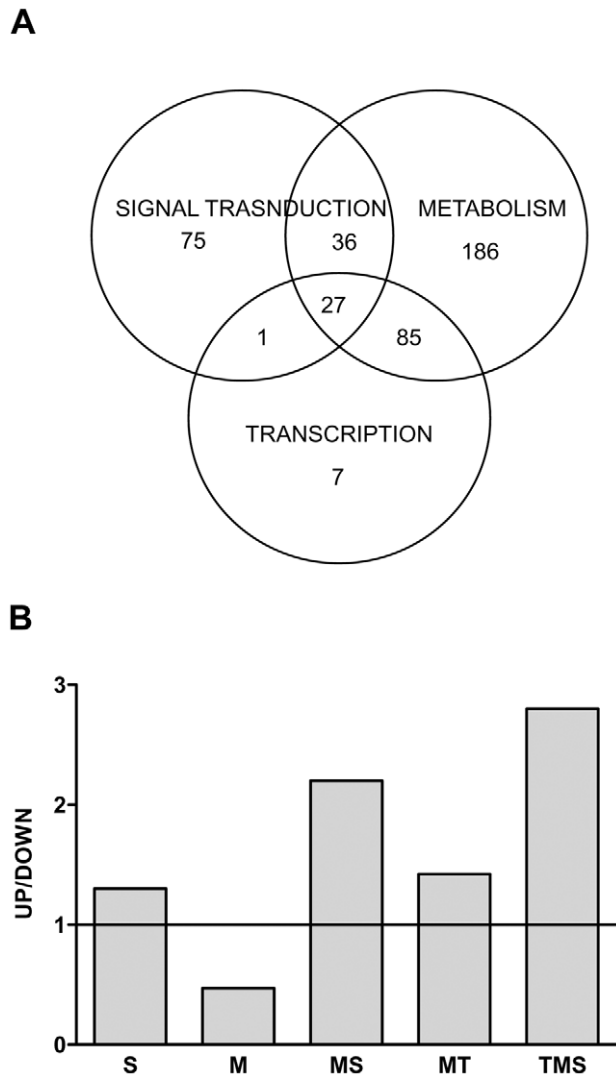 A
SIGNAL TRASNDUCTION METABOLISM
75 36 186
27
1 85
TRANSCRIPTION
7
B
3
2
1
0
UP/DOWN
S M MS MT TMS